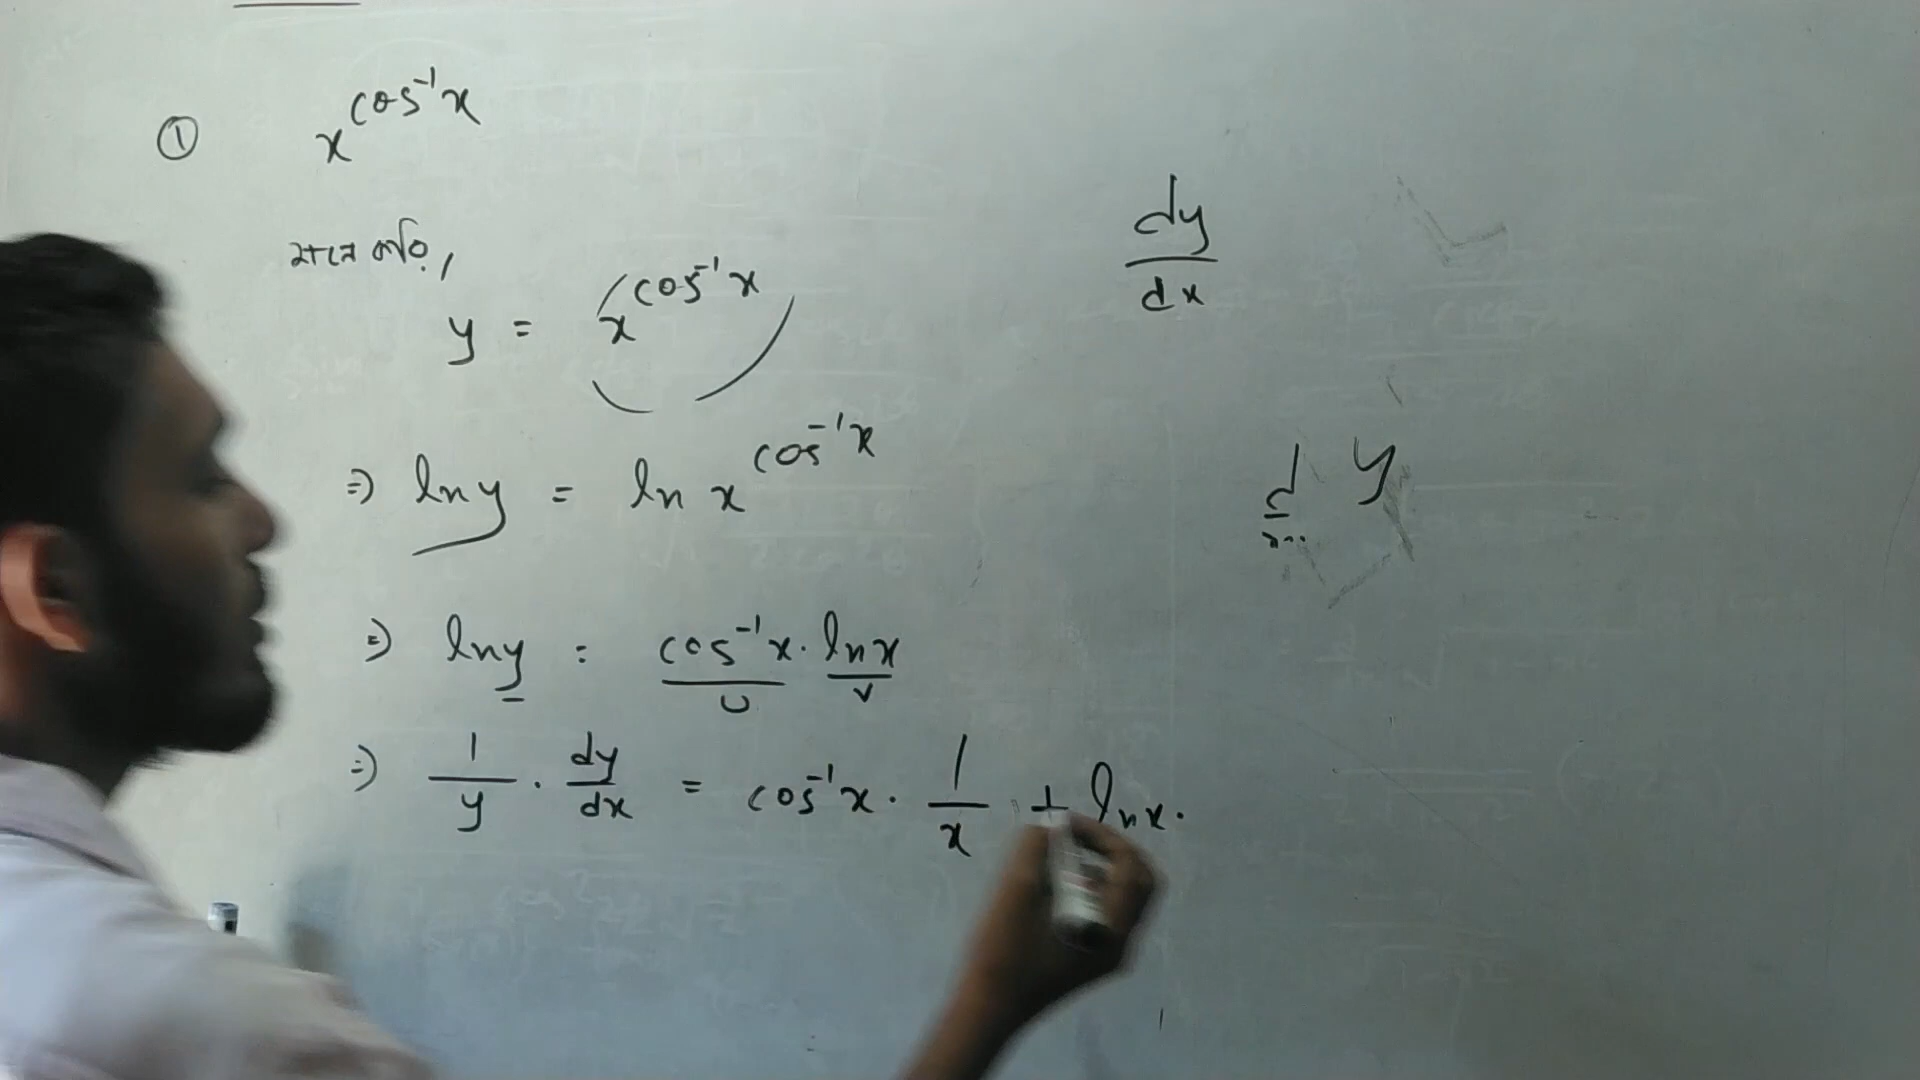 ① x^cos⁻¹x
মনে করি,
y = x^cos⁻¹x
⇒ ln y = ln x^cos⁻¹x
⇒ ln y = cos⁻¹x · ln x
u v
⇒ 1/y · dy/dx = cos⁻¹x · 1/x + ln x ·
dy/dx
d y